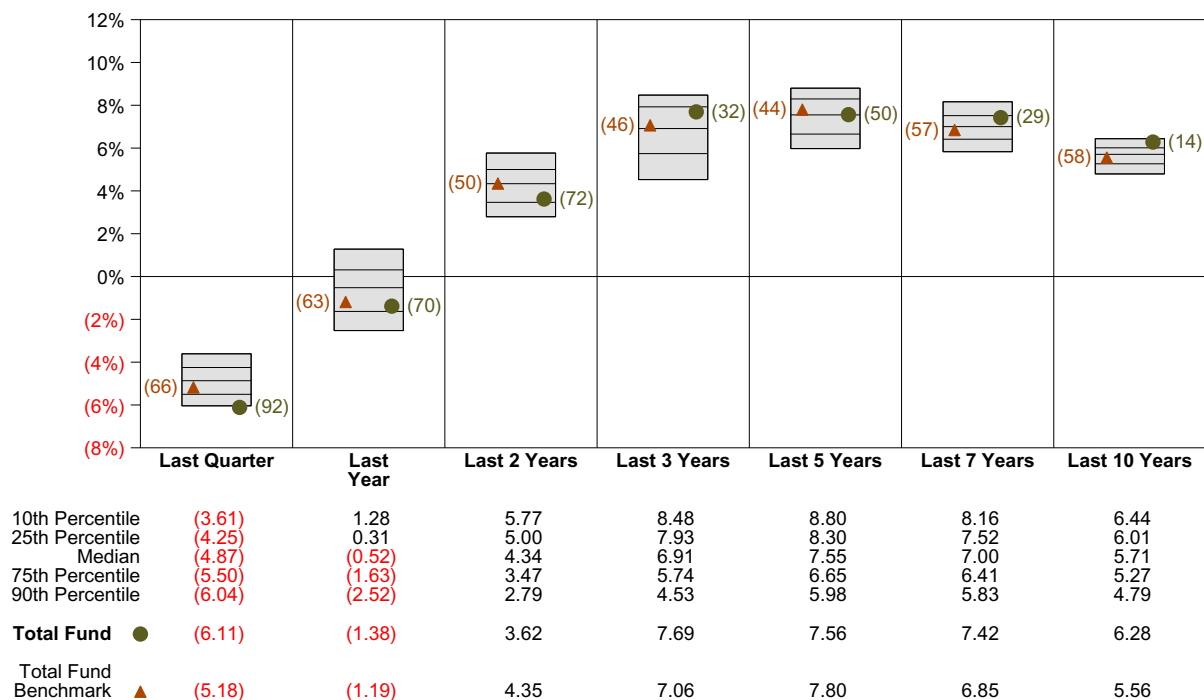 12%
10%
8%
6%
4%
2%
0%
(2%)
(4%)
(6%)
(8%)
(66) (92)
(63) (70)
(50) (72)
(46) (32)
(44) (50)
(57) (29)
(58) (14)
Last Quarter Last Year Last 2 Years Last 3 Years Last 5 Years Last 7 Years Last 10 Years
10th Percentile (3.61) 1.28 5.77 8.48 8.80 8.16 6.44
25th Percentile (4.25) 0.31 5.00 7.93 8.30 7.52 6.01
Median (4.87) (0.52) 4.34 6.91 7.55 7.00 5.71
75th Percentile (5.50) (1.63) 3.47 5.74 6.65 6.41 5.27
90th Percentile (6.04) (2.52) 2.79 4.53 5.98 5.83 4.79
Total Fund (6.11) (1.38) 3.62 7.69 7.56 7.42 6.28
Total Fund
Benchmark (5.18) (1.19) 4.35 7.06 7.80 6.85 5.56